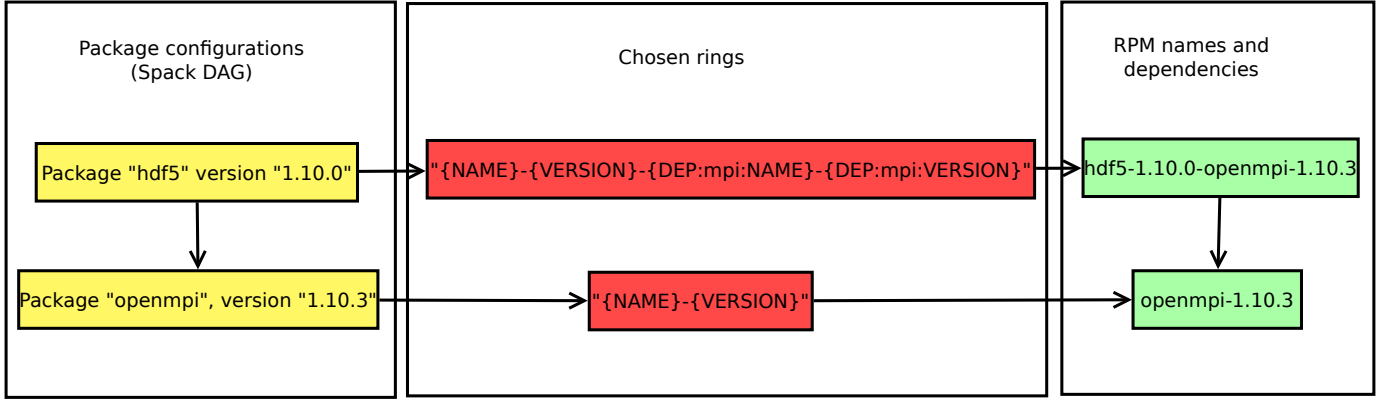 Package configurations
(Spack DAG)
Chosen rings
RPM names and
dependencies
Package "hdf5" version "1.10.0"
"{NAME}-{VERSION}-{DEP:mpi:NAME}-{DEP:mpi:VERSION}"
hdf5-1.10.0-openmpi-1.10.3
Package "openmpi", version "1.10.3"
"{NAME}-{VERSION}"
openmpi-1.10.3